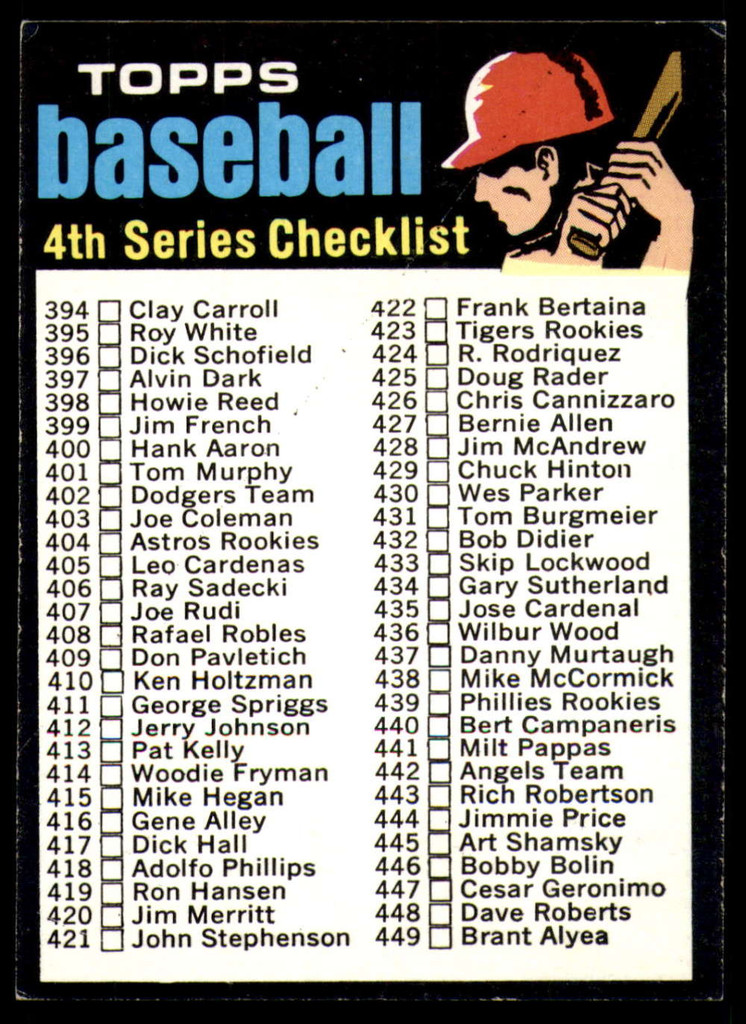 TOPPS
baseball
4th Series Checklist
394 Clay Carroll
395 Roy White
396 Dick Schofield
397 Alvin Dark
398 Howie Reed
399 Jim French
400 Hank Aaron
401 Tom Murphy
402 Dodgers Team
403 Joe Coleman
404 Astros Rookies
405 Leo Cardenas
406 Ray Sadecki
407 Joe Rudi
408 Rafael Robles
409 Don Pavletich
410 Ken Holtzman
411 George Spriggs
412 Jerry Johnson
413 Pat Kelly
414 Woodie Fryman
415 Mike Hegan
416 Gene Alley
417 Dick Hall
418 Adolfo Phillips
419 Ron Hansen
420 Jim Merritt
421 John Stephenson
422 Frank Bertaina
423 Tigers Rookies
424 R. Rodriquez
425 Doug Rader
426 Chris Cannizzaro
427 Bernie Allen
428 Jim McAndrew
429 Chuck Hinton
430 Wes Parker
431 Tom Burgmeier
432 Bob Didier
433 Skip Lockwood
434 Gary Sutherland
435 Jose Cardenal
436 Wilbur Wood
437 Danny Murtaugh
438 Mike McCormick
439 Phillies Rookies
440 Bert Campaneris
441 Milt Pappas
442 Angels Team
443 Rich Robertson
444 Jimmie Price
445 Art Shamsky
446 Bobby Bolin
447 Cesar Geronimo
448 Dave Roberts
449 Brant Alyea